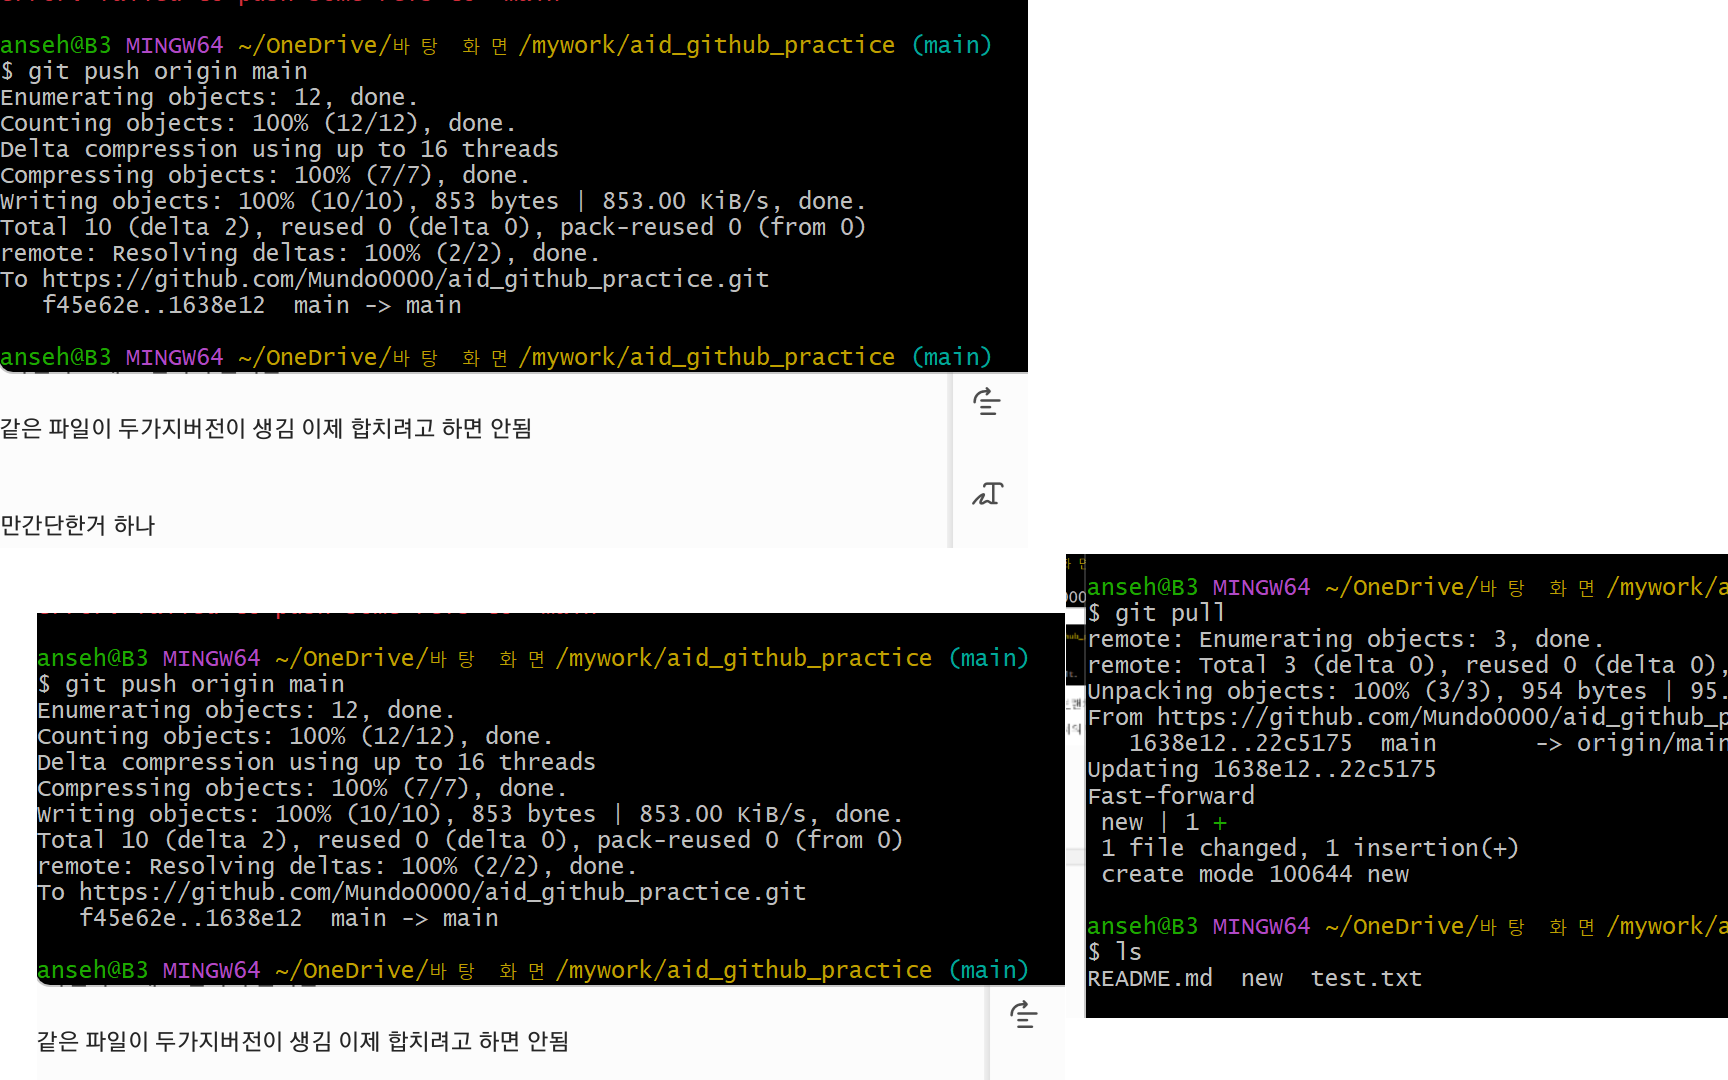 anseh@B3 MINGW64 ~/OneDrive/바탕 화면/mywork/aid_github_practice (main)
$ git push origin main
Enumerating objects: 12, done.
Counting objects: 100% (12/12), done.
Delta compression using up to 16 threads
Compressing objects: 100% (7/7), done.
Writing objects: 100% (10/10), 853 bytes | 853.00 KiB/s, done.
Total 10 (delta 2), reused 0 (delta 0), pack-reused 0 (from 0)
remote: Resolving deltas: 100% (2/2), done.
To https://github.com/Mundo0000/aid_github_practice.git
f45e62e..1638e12 main -> main
anseh@B3 MINGW64 ~/OneDrive/바탕 화면/mywork/aid_github_practice (main)
같은 파일이 두가지버전이 생김 이제 합치려고 하면 안됨
만간단한거 하나
anseh@B3 MINGW64 ~/OneDrive/바탕 화면/mywork/aid_github_practice (main)
$ git push origin main
Enumerating objects: 12, done.
Counting objects: 100% (12/12), done.
Delta compression using up to 16 threads
Compressing objects: 100% (7/7), done.
Writing objects: 100% (10/10), 853 bytes | 853.00 KiB/s, done.
Total 10 (delta 2), reused 0 (delta 0), pack-reused 0 (from 0)
remote: Resolving deltas: 100% (2/2), done.
To https://github.com/Mundo0000/aid_github_practice.git
f45e62e..1638e12 main -> main
anseh@B3 MINGW64 ~/OneDrive/바탕 화면/mywork/aid_github_practice (main)
같은 파일이 두가지버전이 생김 이제 합치려고 하면 안됨
anseh@B3 MINGW64 ~/OneDrive/바탕 화면/mywork/a
$ git pull
remote: Enumerating objects: 3, done.
remote: Total 3 (delta 0), reused 0 (delta 0),
Unpacking objects: 100% (3/3), 954 bytes | 95.
From https://github.com/Mundo0000/aid_github_p
1638e12..22c5175 main -> origin/main
Updating 1638e12..22c5175
Fast-forward
new | 1 +
1 file changed, 1 insertion(+)
create mode 100644 new
anseh@B3 MINGW64 ~/OneDrive/바탕 화면/mywork/a
$ ls
README.md new test.txt